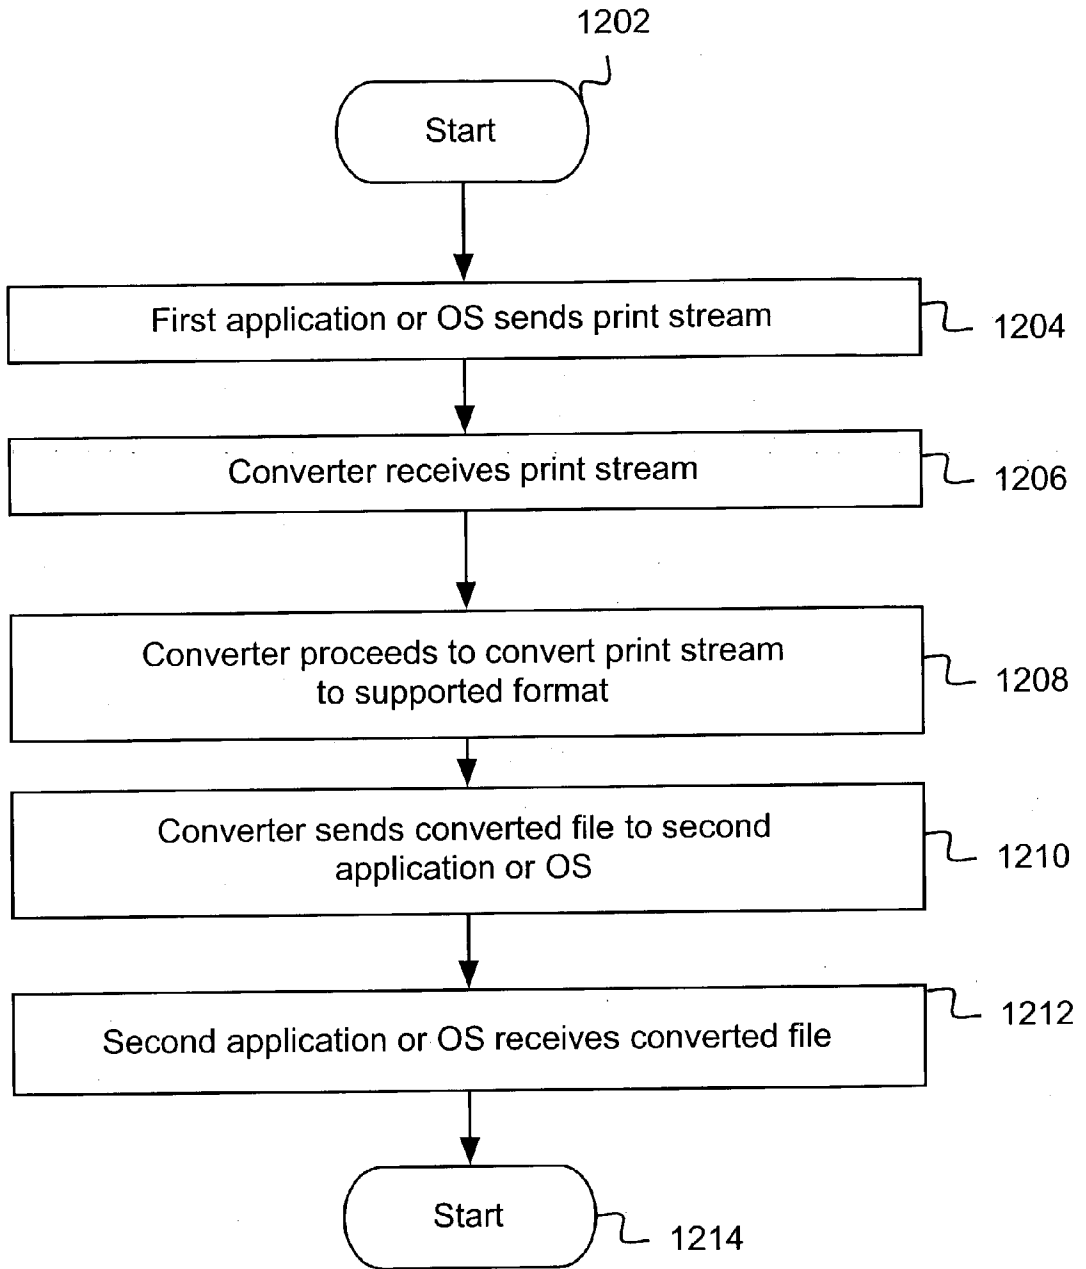 1202
Start
First application or OS sends print stream
1204
Converter receives print stream
1206
Converter proceeds to convert print stream
to supported format
1208
Converter sends converted file to second
application or OS
1210
Second application or OS receives converted file
1212
Start
1214